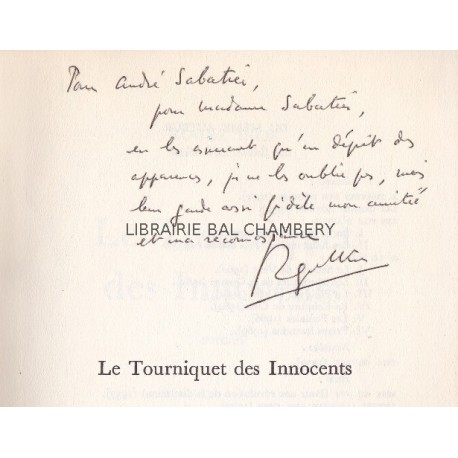 Pour André Sabatier,
pour madame Sabatier,
en les assurant qu'en dépit des
apparences, je ne les oublie pas, mais
leur garde aussi fidèle mon amitié
LIBRAIRIE BAL CHAMBERY
et ma reconnaissance
Le Tourniquet des Innocents